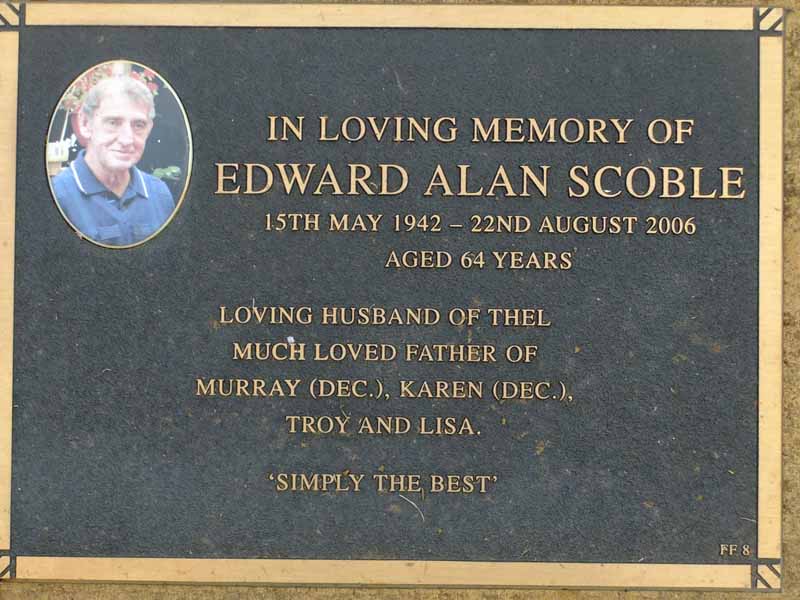 IN LOVING MEMORY OF
EDWARD ALAN SCOBLE
15TH MAY 1942 – 22ND AUGUST 2006
AGED 64 YEARS
LOVING HUSBAND OF THEL
MUCH LOVED FATHER OF
MURRAY (DEC.), KAREN (DEC.),
TROY AND LISA.
‘SIMPLY THE BEST’
FF 8